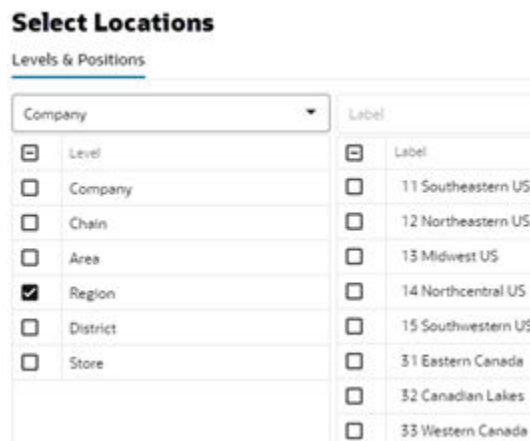 Select Locations
Levels & Positions
Company
Label
Level
Label
Company
11 Southeastern US
Chain
12 Northeastern US
Area
13 Midwest US
Region
14 Northcentral US
District
15 Southwestern US
Store
31 Eastern Canada
32 Canadian Lakes
33 Western Canada